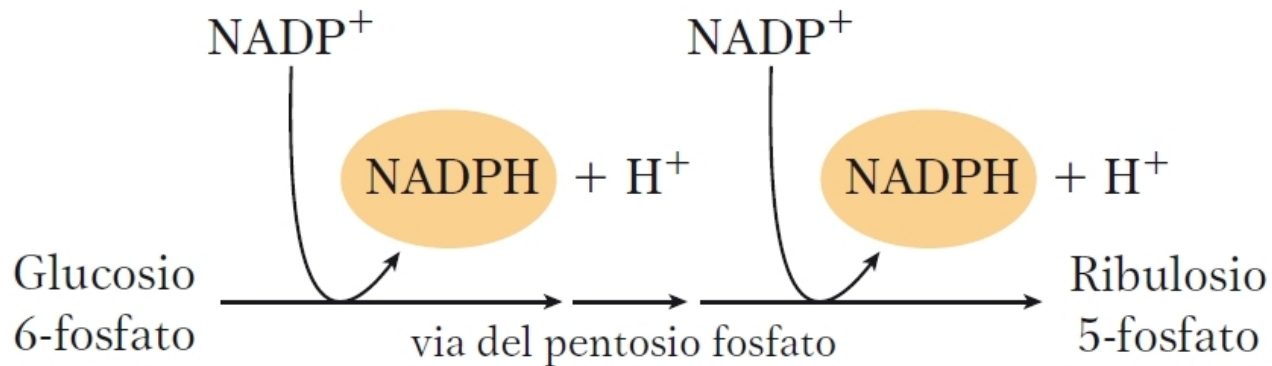 NADP⁺ NADP⁺
NADPH + H⁺ NADPH + H⁺
Glucosio
6-fosfato
via del pentosio fosfato
Ribulosio
5-fosfato